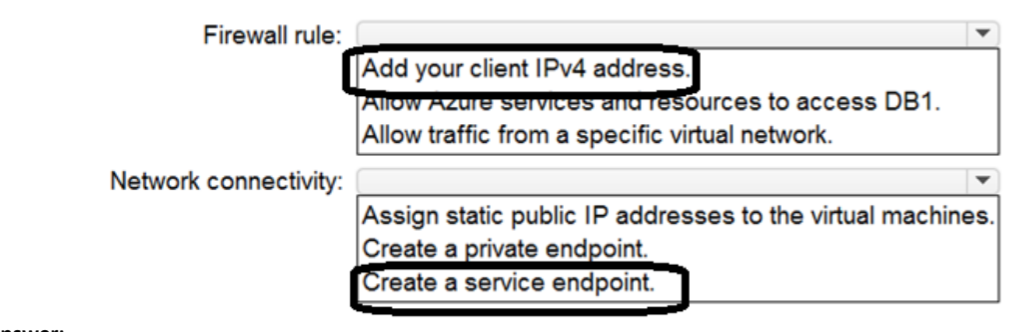 Firewall rule:
Add your client IPv4 address.
Allow Azure services and resources to access DB1.
Allow traffic from a specific virtual network.
Network connectivity:
Assign static public IP addresses to the virtual machines.
Create a private endpoint.
Create a service endpoint.